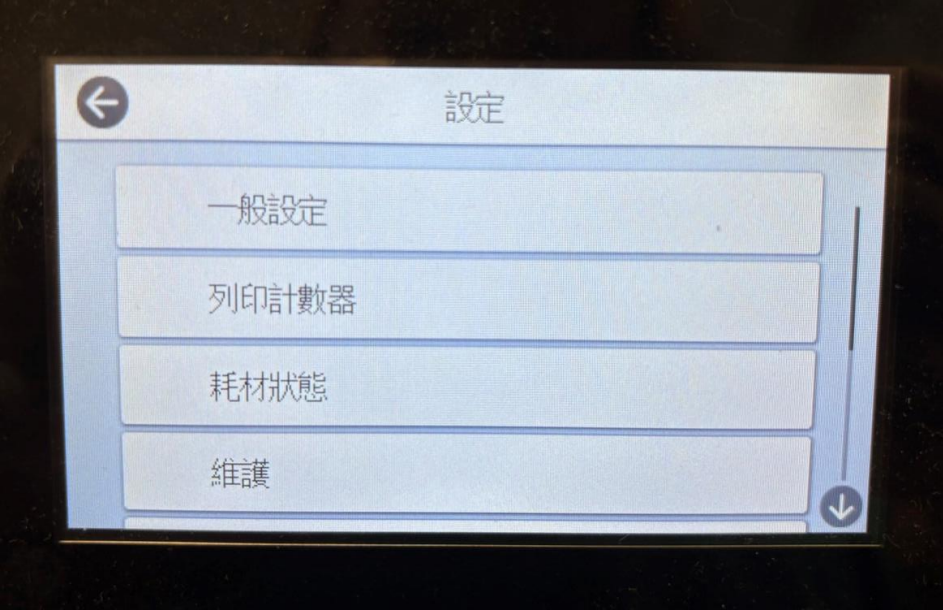 設定
一般設定
列印計數器
耗材狀態
維護